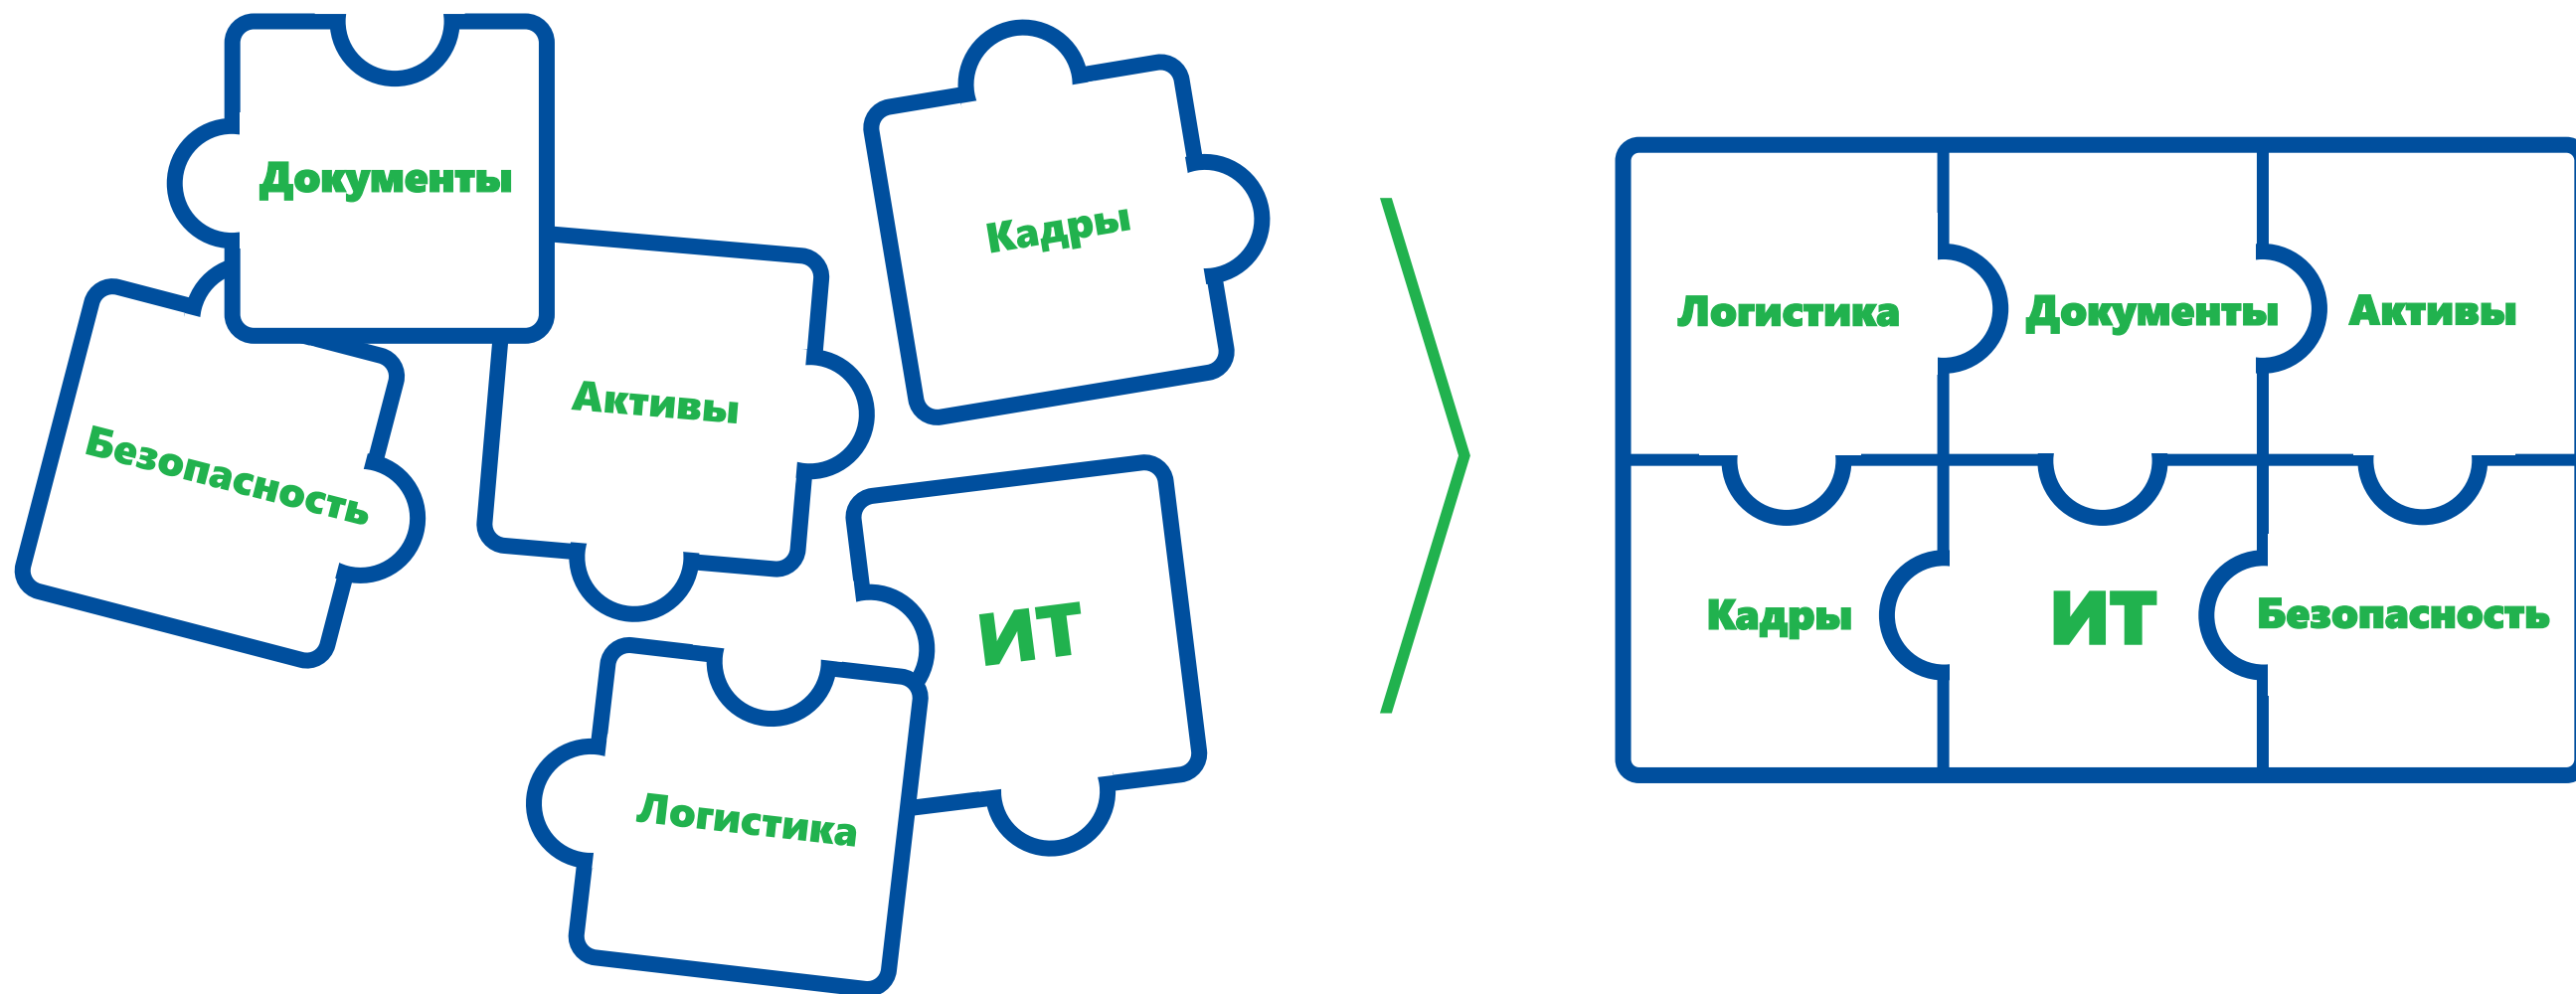 Документы
Кадры
Активы
Безопасность
ИТ
Логистика
Логистика
Документы
Активы
Кадры
ИТ
Безопасность